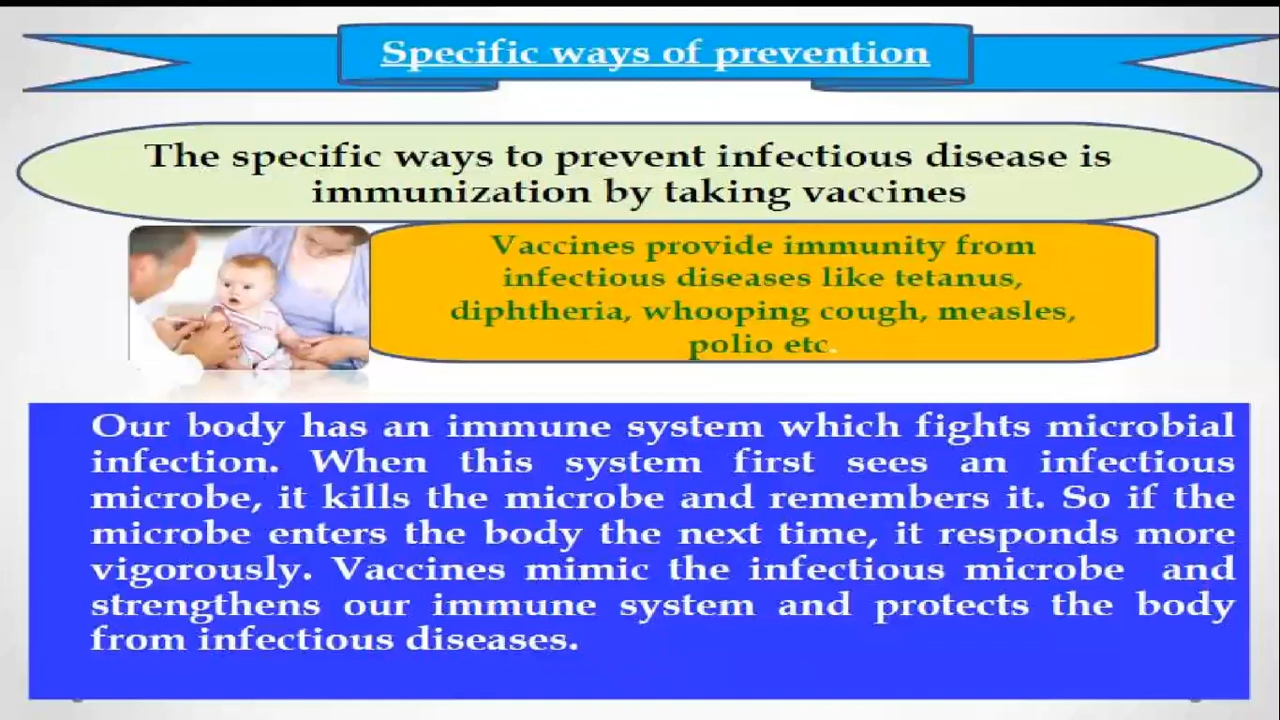 Specific ways of prevention
The specific ways to prevent infectious disease is
immunization by taking vaccines
Vaccines provide immunity from
infectious diseases like tetanus,
diphtheria, whooping cough, measles,
polio etc.
Our body has an immune system which fights microbial
infection. When this system first sees an infectious
microbe, it kills the microbe and remembers it. So if the
microbe enters the body the next time, it responds more
vigorously. Vaccines mimic the infectious microbe and
strengthens our immune system and protects the body
from infectious diseases.